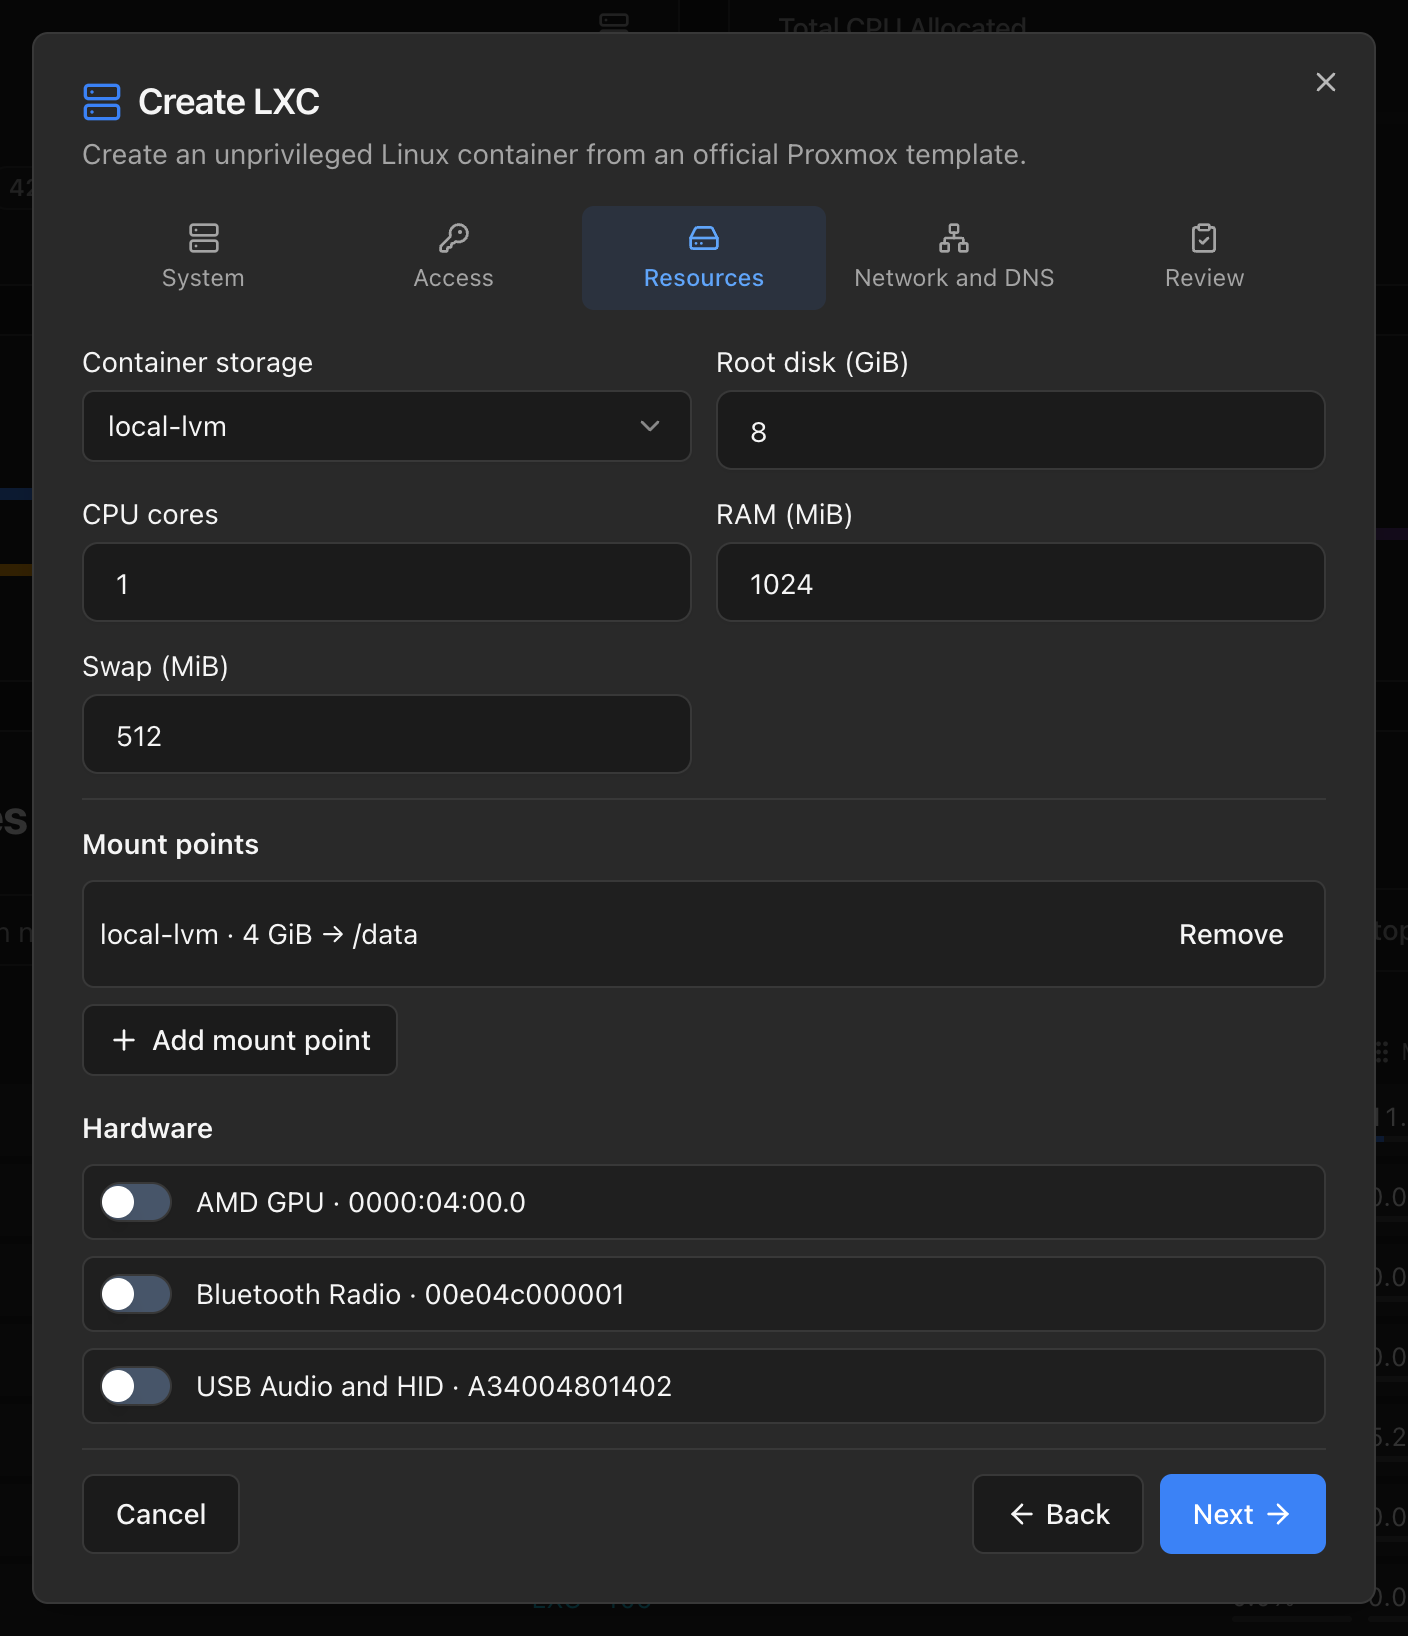 Total CPU Allocated
Create LXC
Create an unprivileged Linux container from an official Proxmox template.
System
Access
Resources
Network and DNS
Review
Container storage
Root disk (GiB)
local-lvm
8
CPU cores
RAM (MiB)
1
1024
Swap (MiB)
512
Mount points
local-lvm · 4 GiB → /data
Remove
+ Add mount point
Hardware
AMD GPU · 0000:04:00.0
Bluetooth Radio · 00e04c000001
USB Audio and HID · A34004801402
Cancel
← Back
Next →